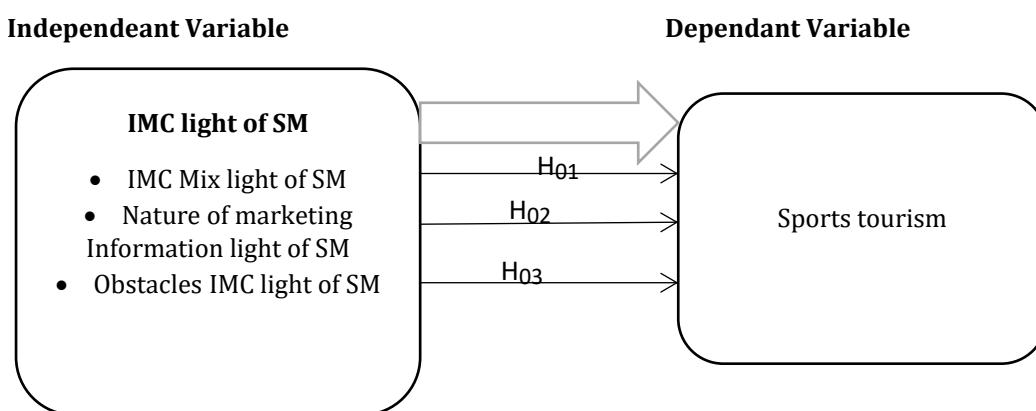 Independeant Variable
Dependant Variable
IMC light of SM
• IMC Mix light of SM
• Nature of marketing
Information light of SM
• Obstacles IMC light of SM
H01
H02
H03
Sports tourism